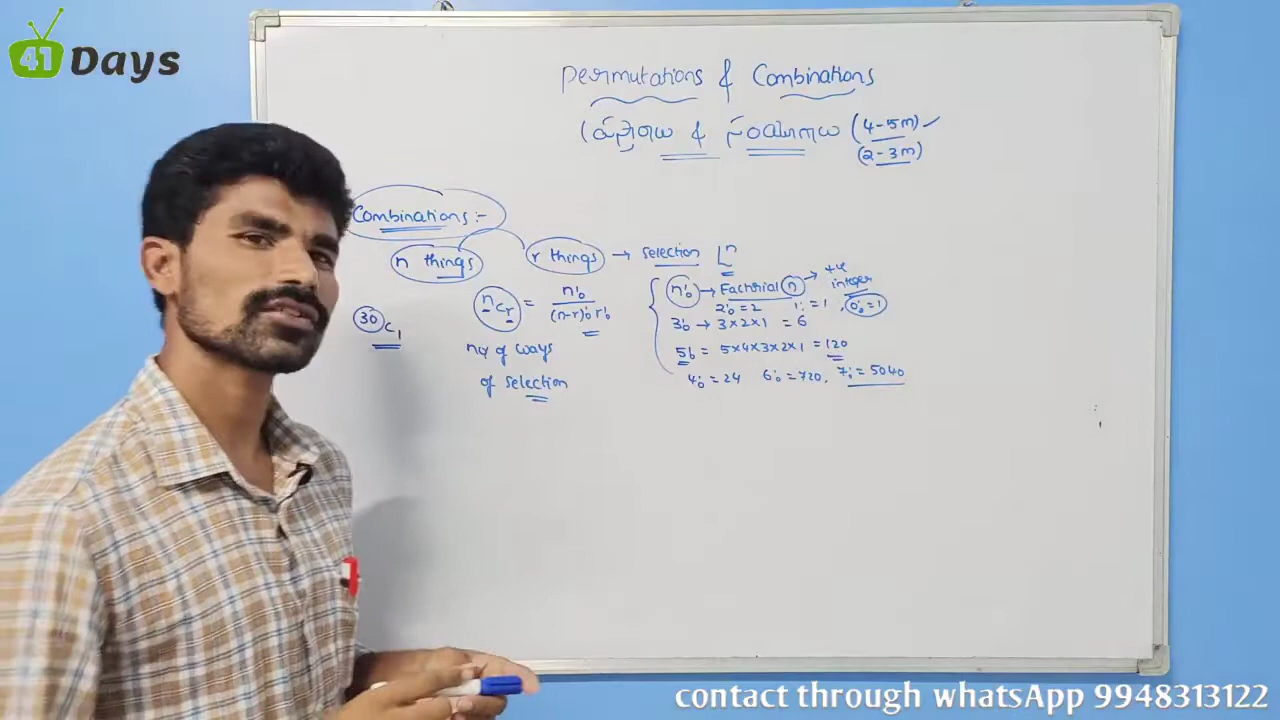 41 Days
Permutations & Combinations
ప్రస్తారాలు & సంయోగాలు (4-5m) ✓
(2-3m)
Combinations :-
n things r things → selection ⌊n
nCr = n! / (n-r)! r!
no of ways
of selection
30C1
n! → Factorial n → +ve integer
2! = 2 1! = 1, 0! = 1
3! → 3×2×1 = 6
5! = 5×4×3×2×1 = 120
4! = 24 6! = 720, 7! = 5040
contact through whatsApp 9948313122